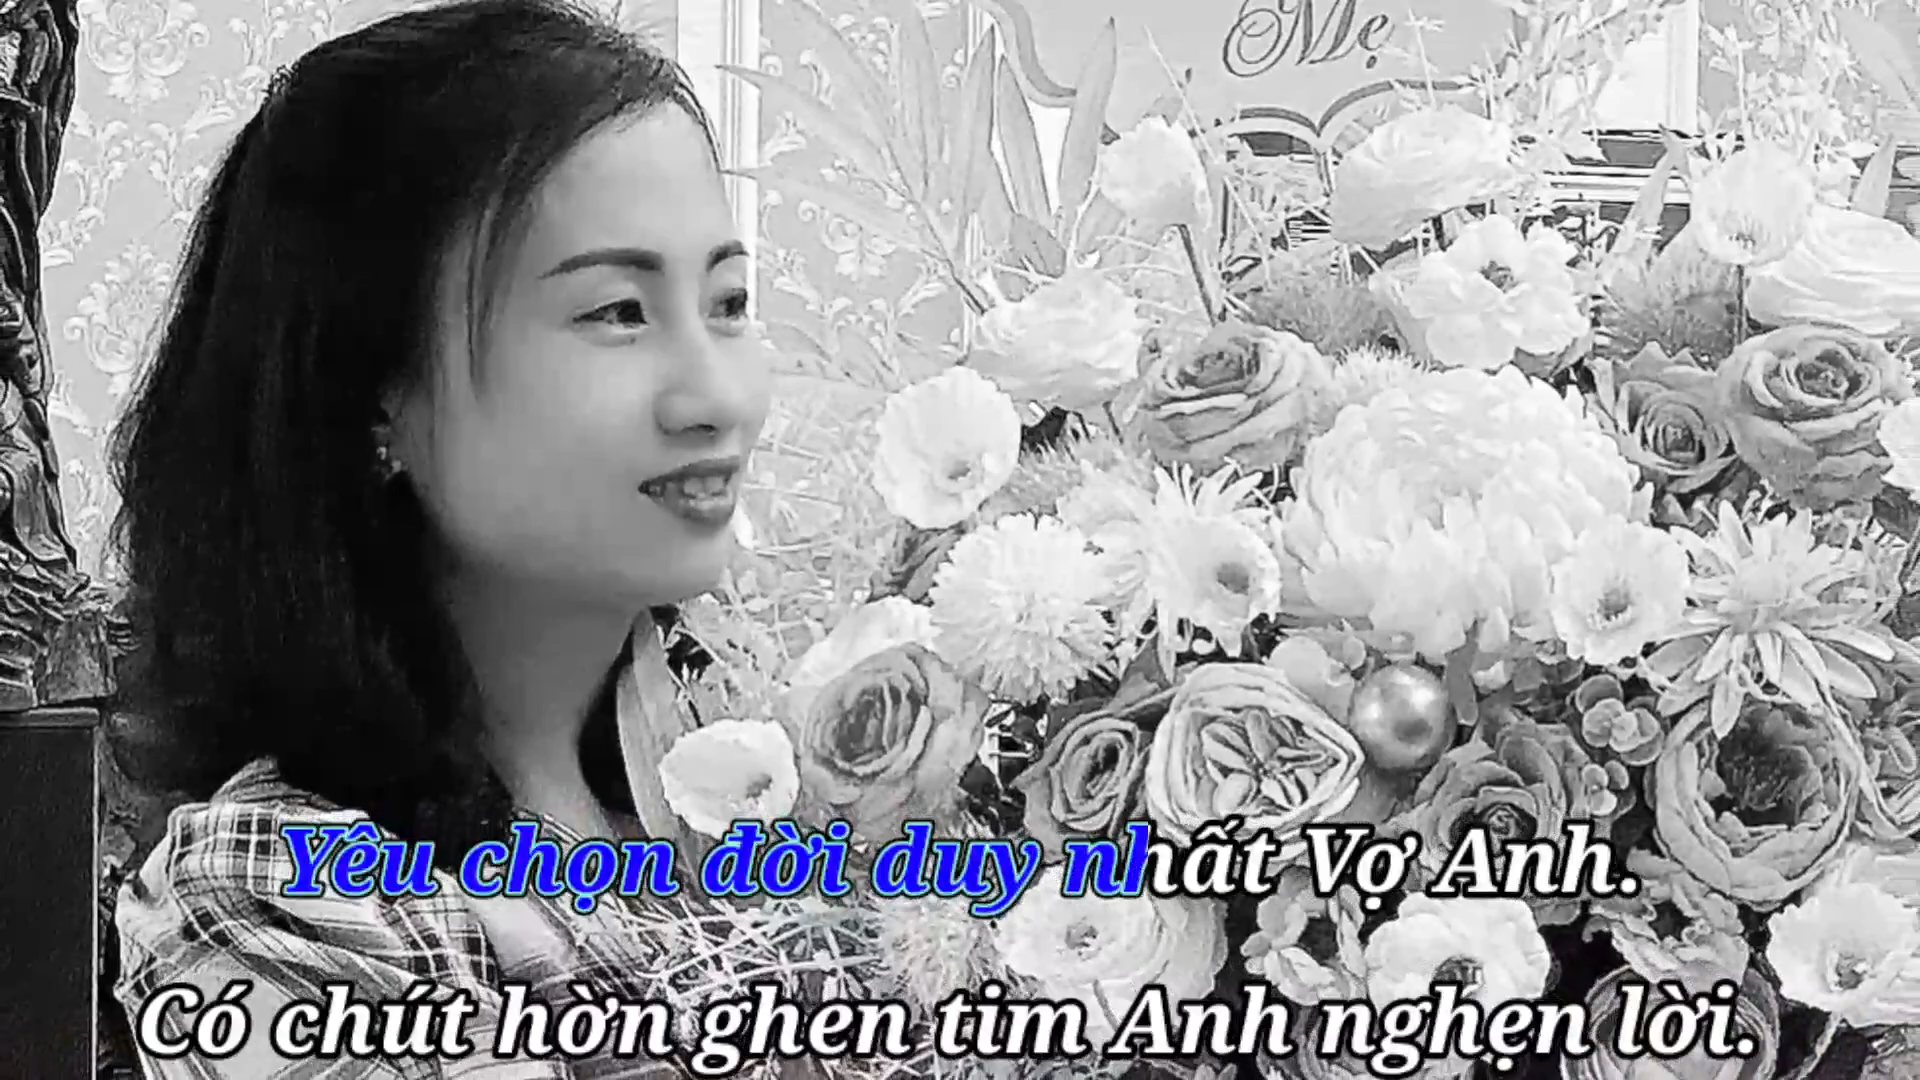 Mẹ
Yêu chọn đời duy nhất Vợ Anh.
Có chút hờn ghen tim Anh nghẹn lời.